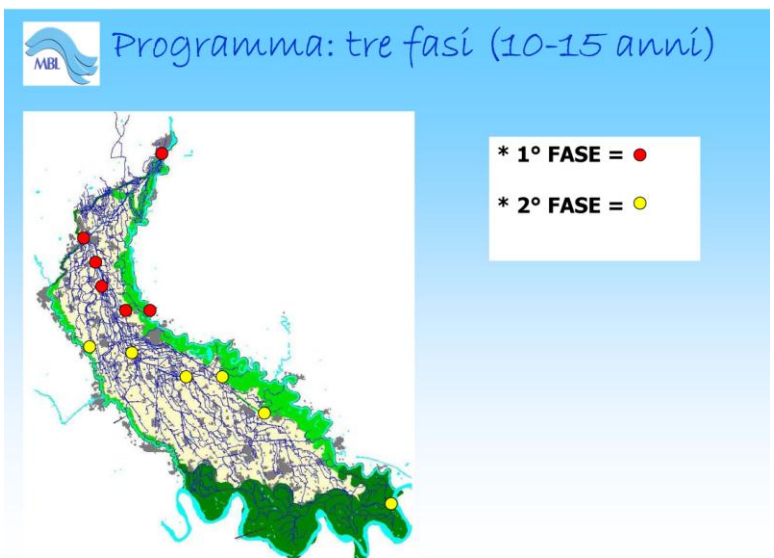 Programma: tre fasi (10-15 anni)
MBL
* 1° FASE =
* 2° FASE =